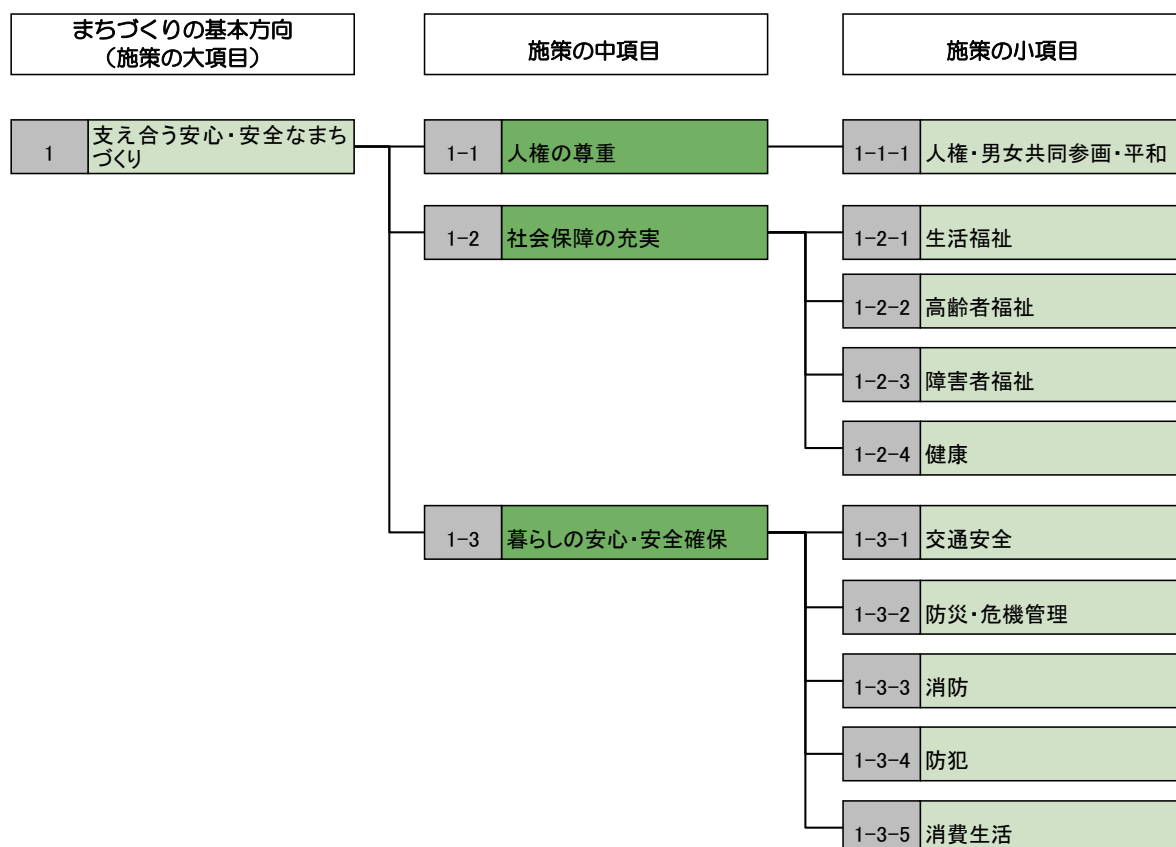 まちづくりの基本方向
（施策の大項目）
施策の中項目
施策の小項目
1
支え合う安心・安全なまち
づくり
1-1
人権の尊重
1-1-1
人権・男女共同参画・平和
1-2
社会保障の充実
1-2-1
生活福祉
1-2-2
高齢者福祉
1-2-3
障害者福祉
1-2-4
健康
1-3
暮らしの安心・安全確保
1-3-1
交通安全
1-3-2
防災・危機管理
1-3-3
消防
1-3-4
防犯
1-3-5
消費生活